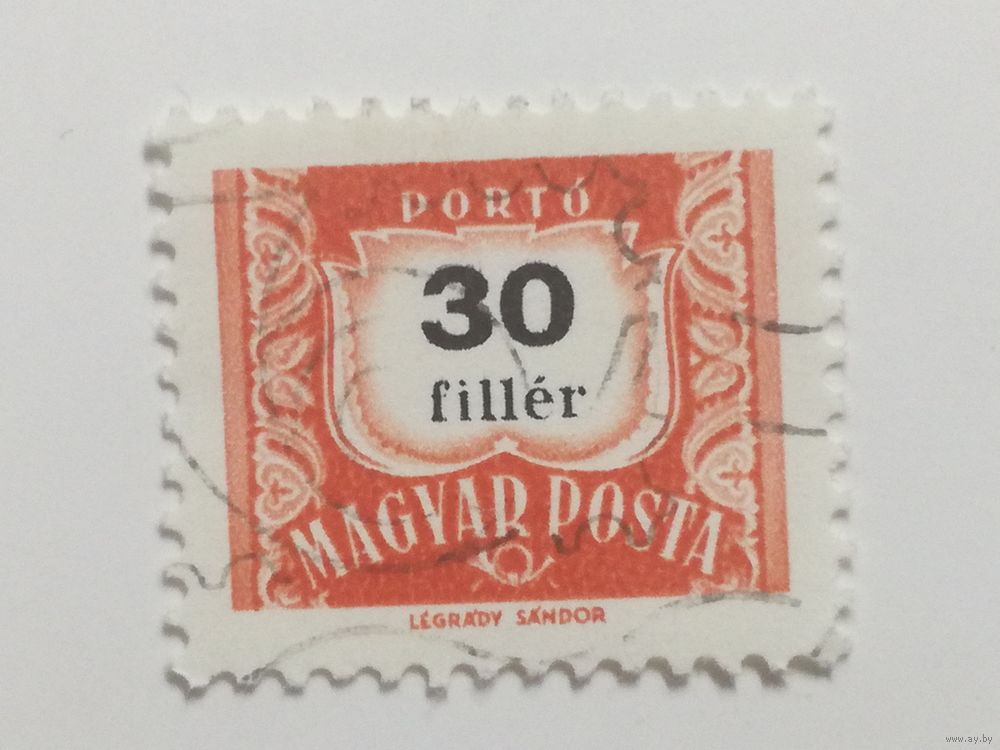 PORTÓ
30
fillér
MAGYAR POSTA
LÉGRÁDY SÁNDOR
www.ay.by